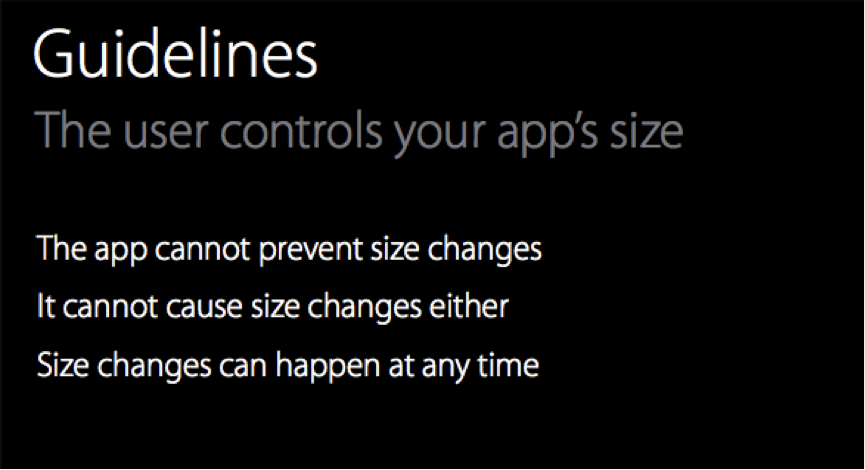 Guidelines
The user controls your app’s size
The app cannot prevent size changes
It cannot cause size changes either
Size changes can happen at any time